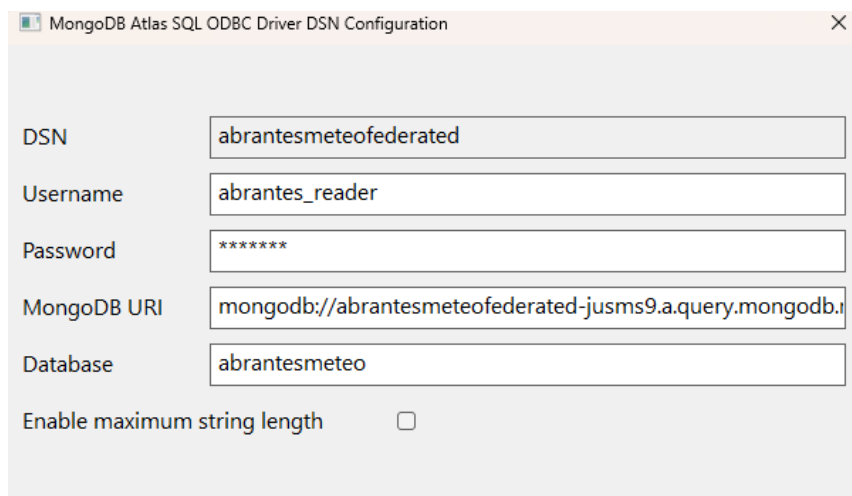 MongoDB Atlas SQL ODBC Driver DSN Configuration
DSN abrantesmeteofederated
Username abrantes_reader
Password *******
MongoDB URI mongodb://abrantesmeteofederated-jusms9.a.query.mongodb.
Database abrantesmeteo
Enable maximum string length